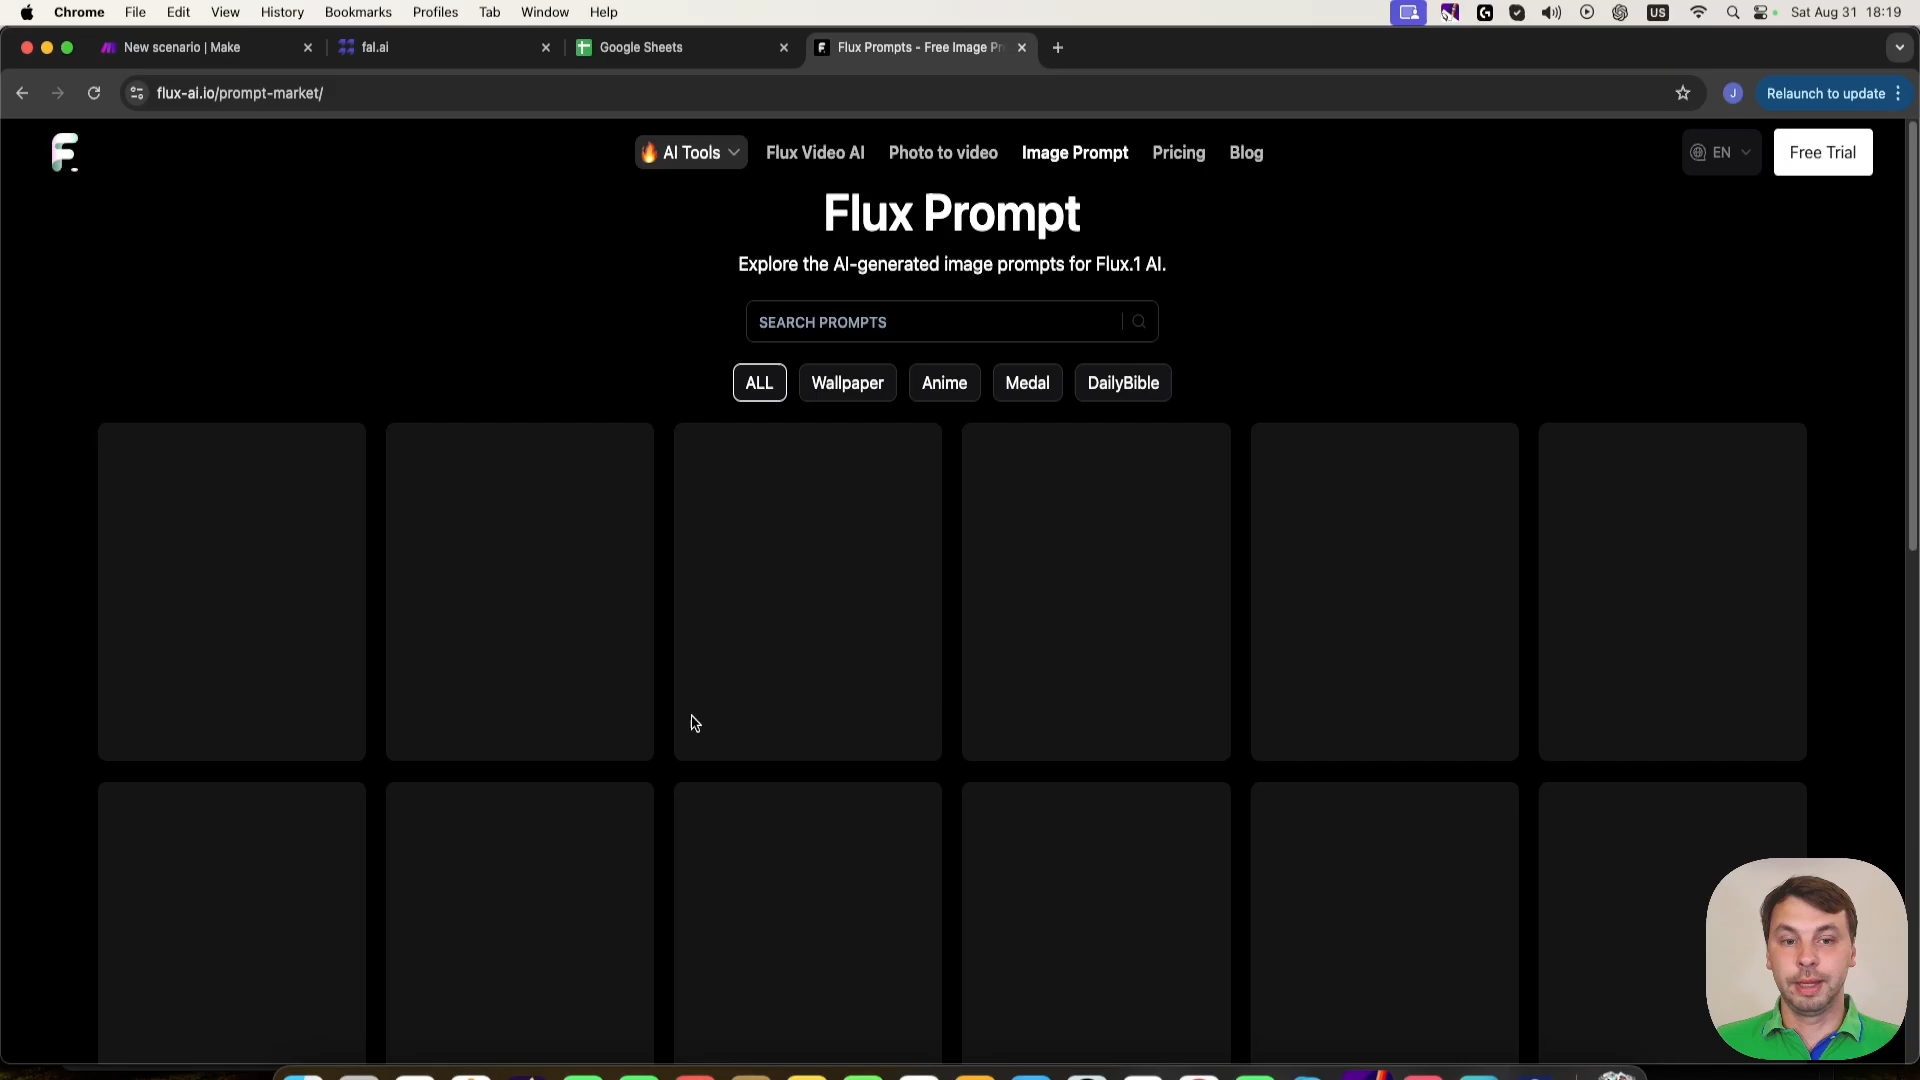 Chrome File Edit View History Bookmarks Profiles Tab Window Help US Sat Aug 31 18:19
New scenario | Make fal.ai Google Sheets Flux Prompts - Free Image Pr
flux-ai.io/prompt-market/ J Relaunch to update
F. AI Tools Flux Video AI Photo to video Image Prompt Pricing Blog EN Free Trial
Flux Prompt
Explore the AI-generated image prompts for Flux.1 AI.
SEARCH PROMPTS
ALL Wallpaper Anime Medal DailyBible